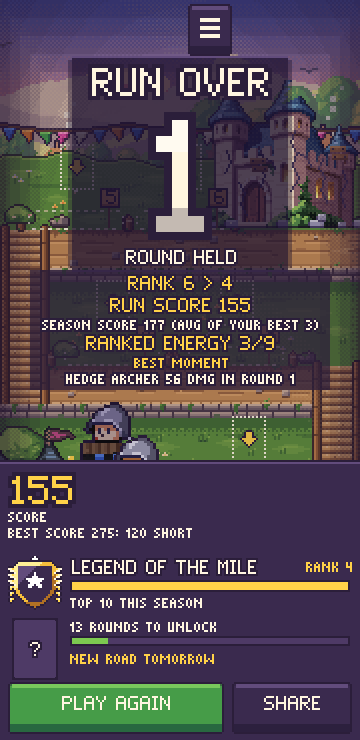 RUN OVER
1
5
6
ROUND HELD
RANK 6 > 4
RUN SCORE 155
SEASON SCORE 177 (AVG OF YOUR BEST 3)
RANKED ENERGY 3/9
BEST MOMENT
HEDGE ARCHER 56 DMG IN ROUND 1
155
SCORE
BEST SCORE 275: 120 SHORT
LEGEND OF THE MILE
RANK 4
TOP 10 THIS SEASON
?
13 ROUNDS TO UNLOCK
NEW ROAD TOMORROW
PLAY AGAIN
SHARE